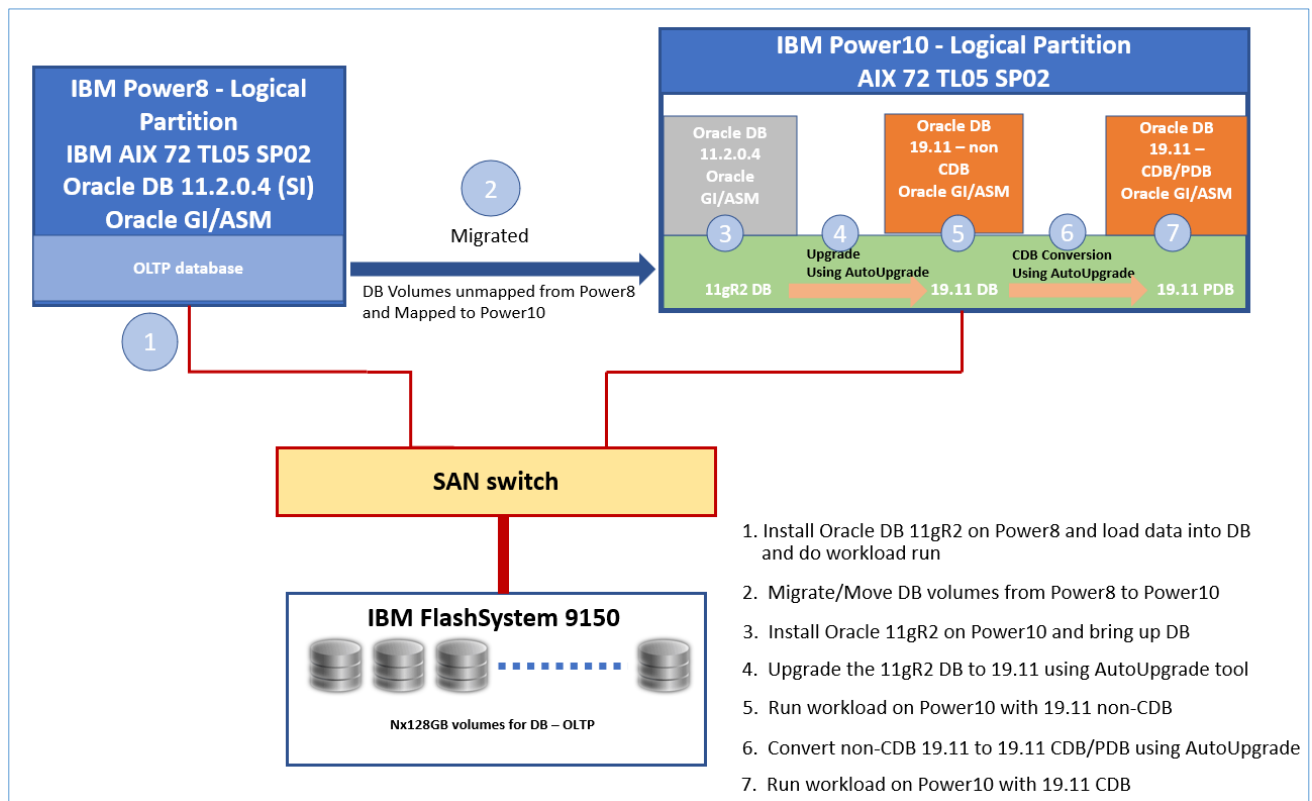 IBM Power8 - Logical
Partition
IBM AIX 72 TL05 SP02
Oracle DB 11.2.0.4 (SI)
Oracle GI/ASM
OLTP database
1
2
Migrated
DB Volumes unmapped from Power8
and Mapped to Power10
IBM Power10 - Logical Partition
AIX 72 TL05 SP02
Oracle DB
11.2.0.4
Oracle
GI/ASM
3
Oracle DB
19.11 – non
CDB
Oracle GI/ASM
5
Oracle DB
19.11 –
CDB/PDB
Oracle GI/ASM
7
4
Upgrade
Using AutoUpgrade
6
CDB Conversion
Using AutoUpgrade
11gR2 DB
19.11 DB
19.11 PDB
SAN switch
IBM FlashSystem 9150
Nx128GB volumes for DB – OLTP
1. Install Oracle DB 11gR2 on Power8 and load data into DB
and do workload run
2. Migrate/Move DB volumes from Power8 to Power10
3. Install Oracle 11gR2 on Power10 and bring up DB
4. Upgrade the 11gR2 DB to 19.11 using AutoUpgrade tool
5. Run workload on Power10 with 19.11 non-CDB
6. Convert non-CDB 19.11 to 19.11 CDB/PDB using AutoUpgrade
7. Run workload on Power10 with 19.11 CDB